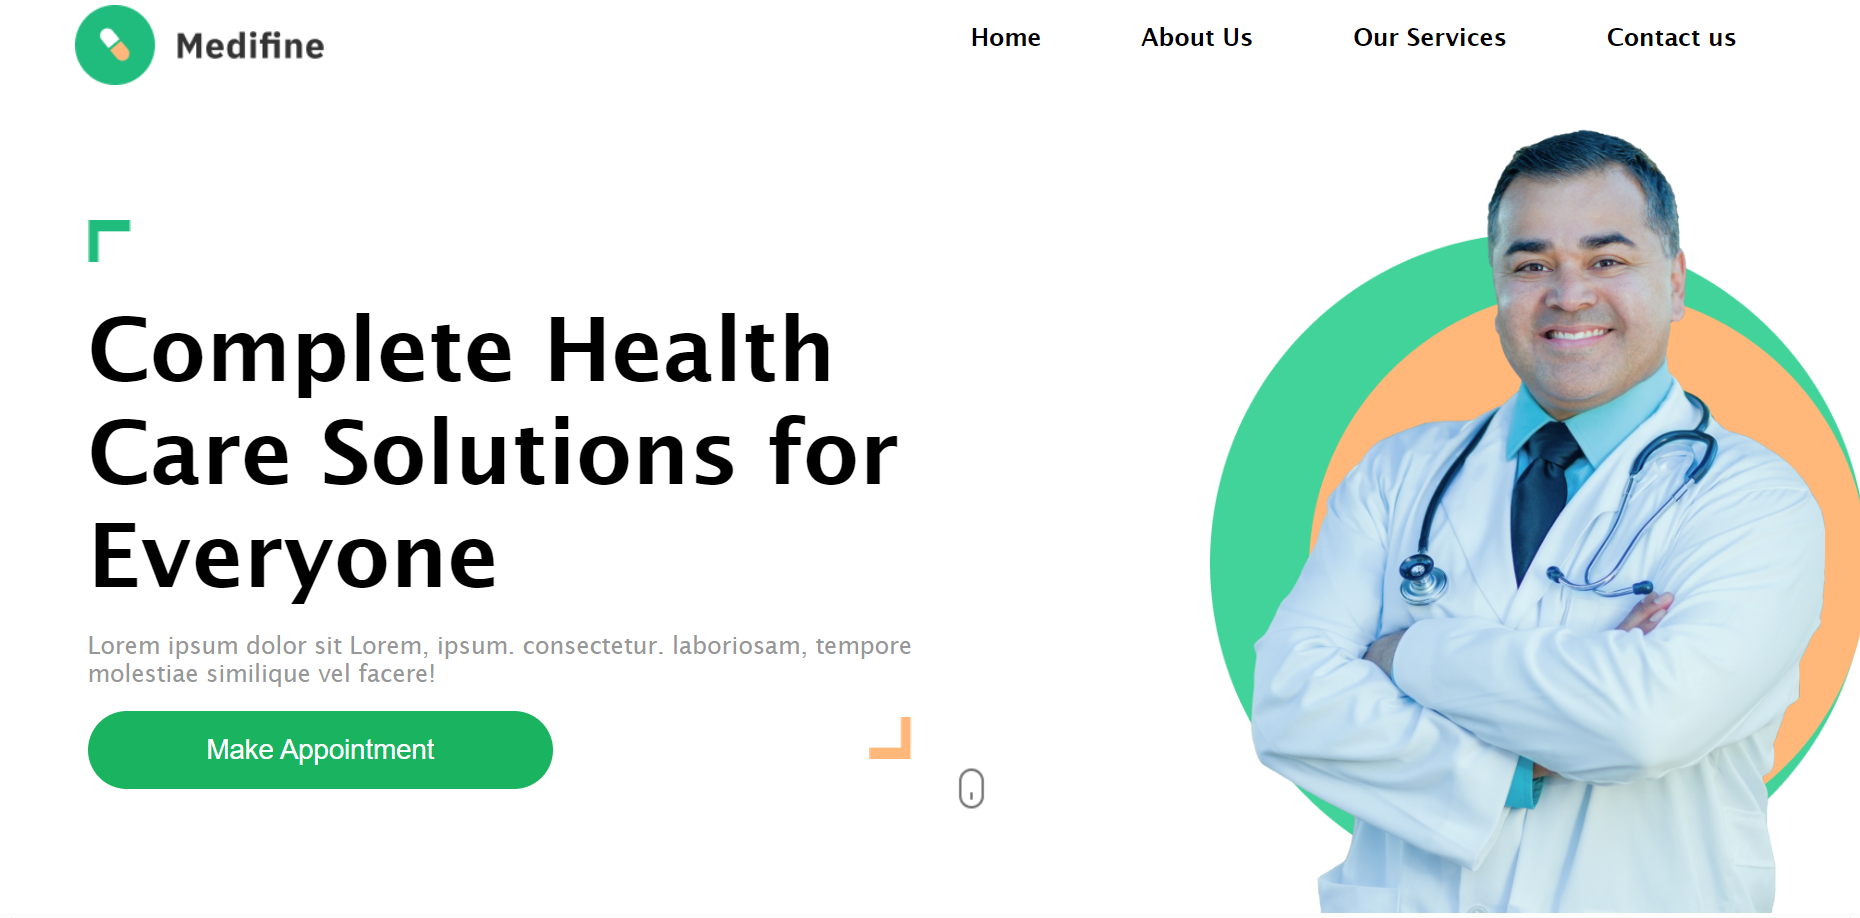 Medifine
Home
About Us
Our Services
Contact us
Complete Health
Care Solutions for
Everyone
Lorem ipsum dolor sit Lorem, ipsum. consectetur. laboriosam, tempore
molestiae similique vel facere!
Make Appointment